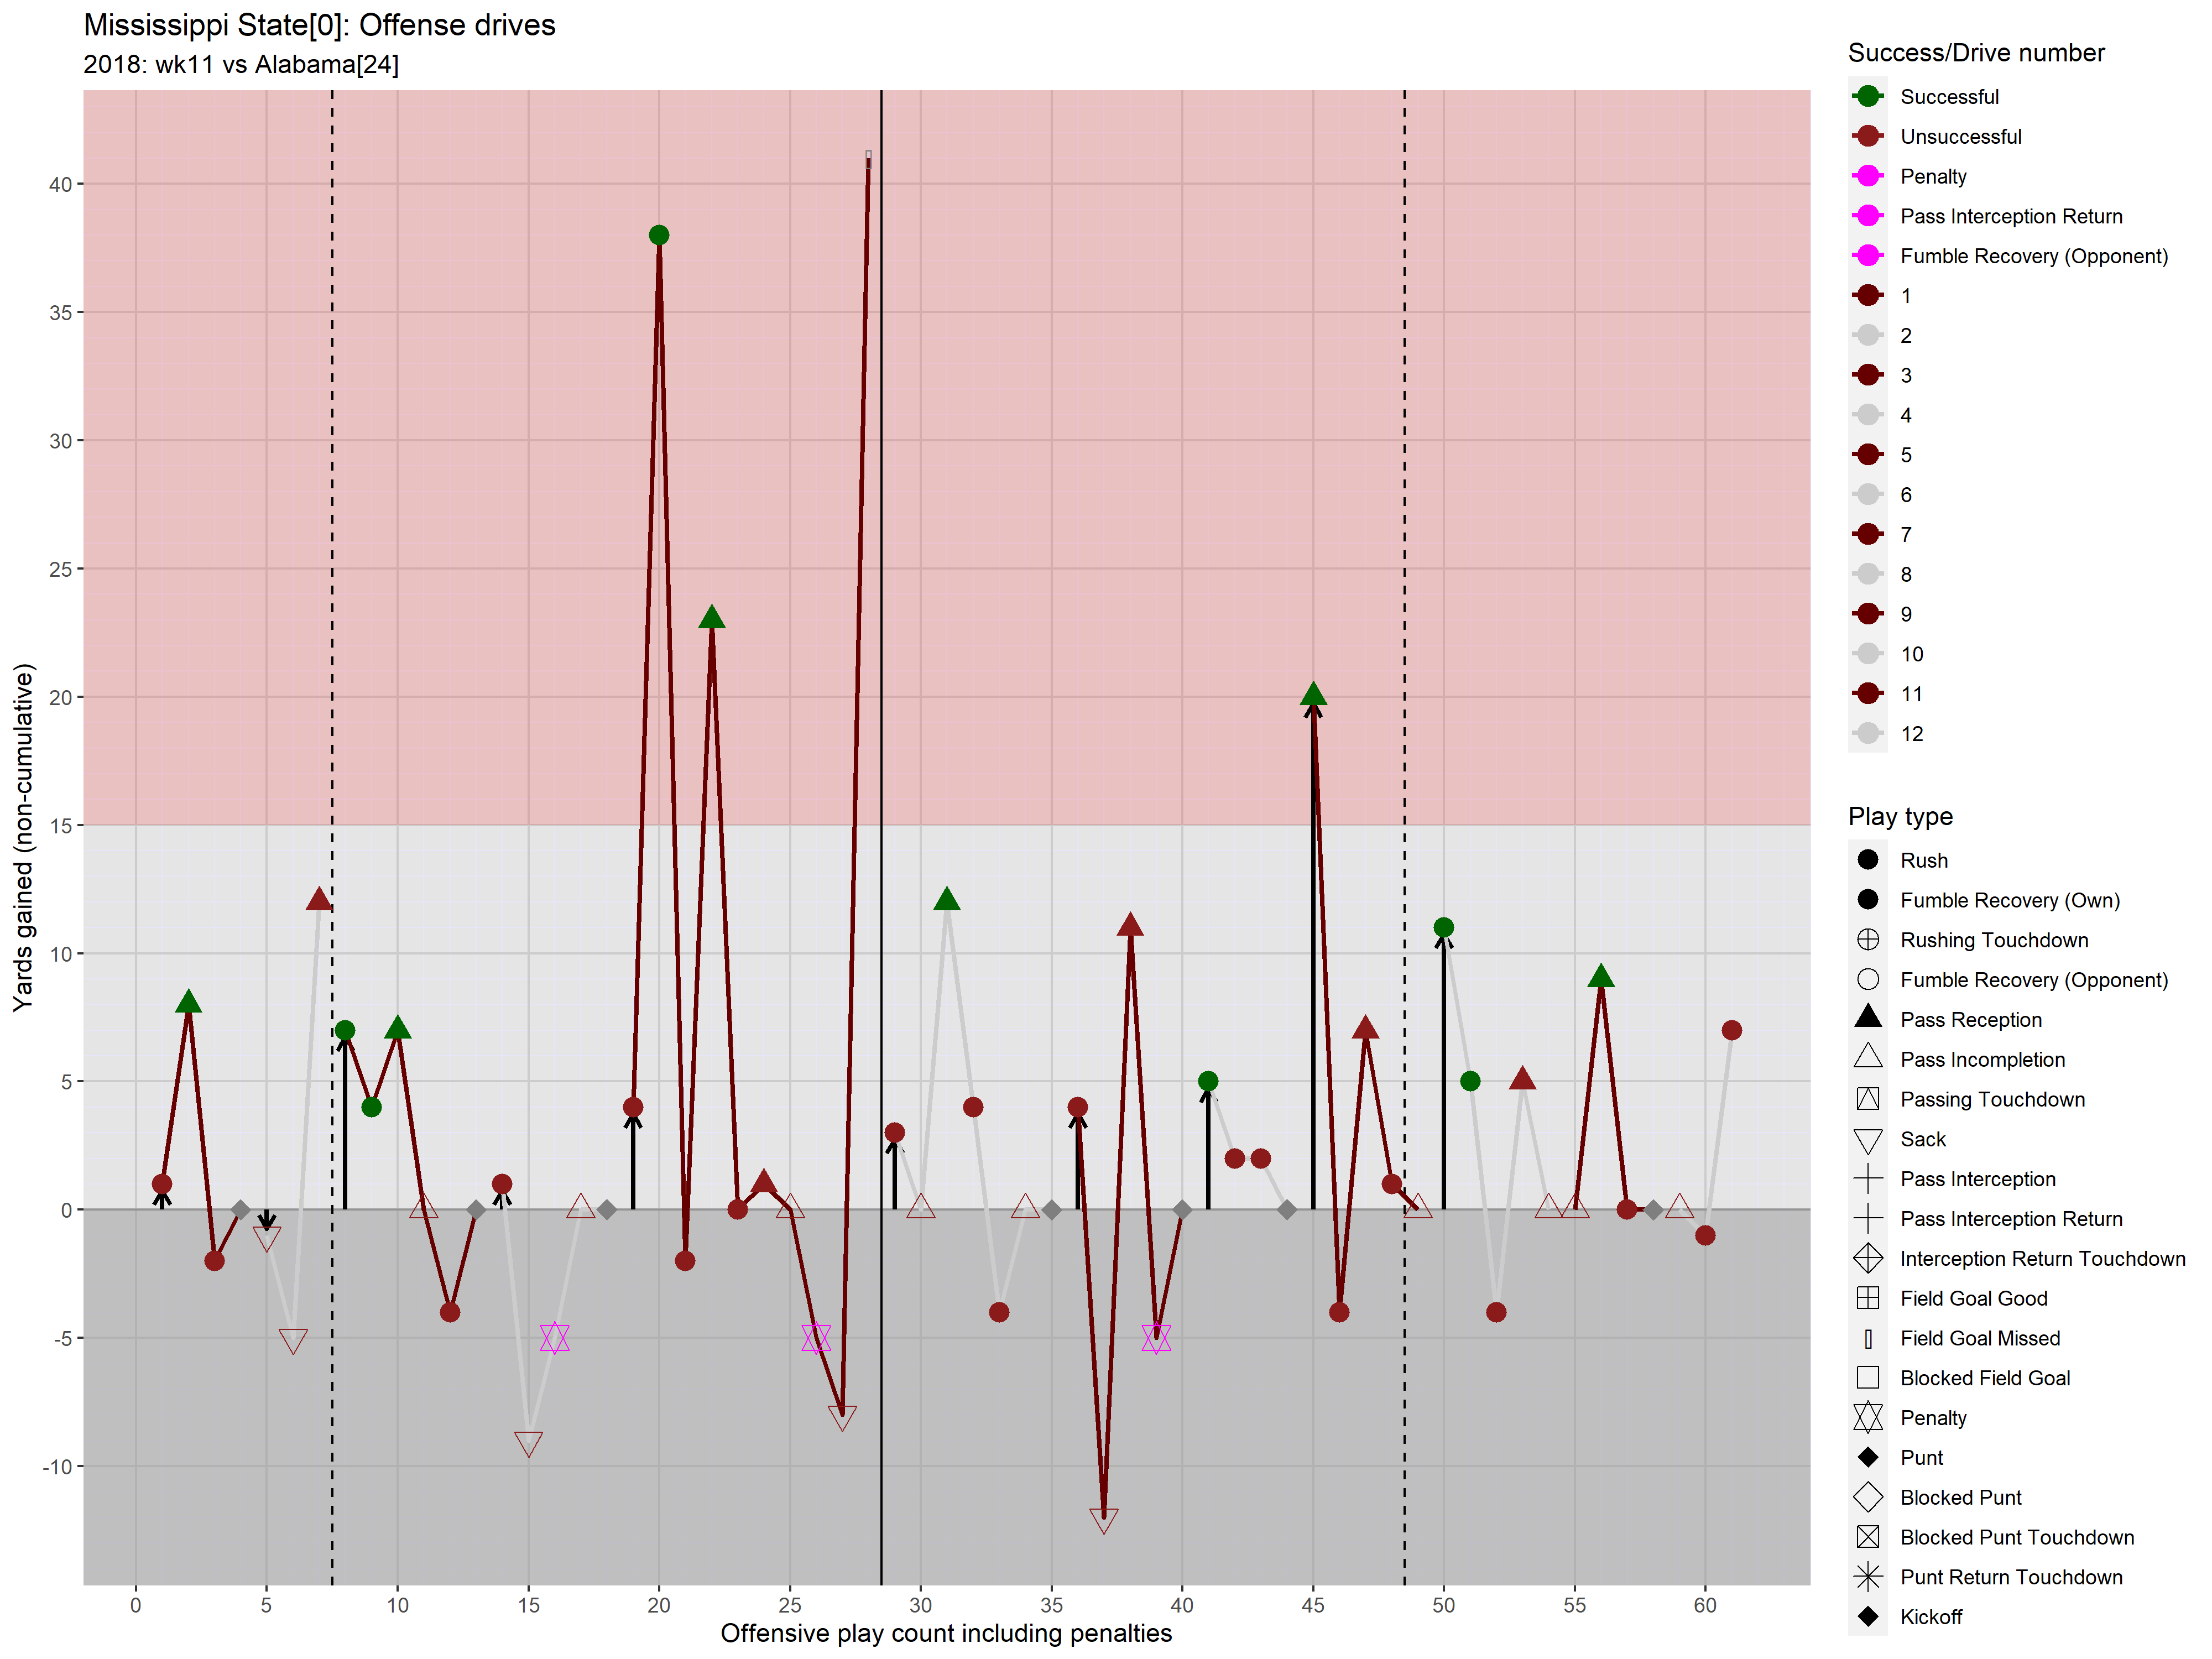 Mississippi State[0]: Offense drives
2018: wk11 vs Alabama[24]
Yards gained (non-cumulative)
40
35
30
25
20
15
10
5
0
-5
-10
0 5 10 15 20 25 30 35 40 45 50 55 60
Offensive play count including penalties
Success/Drive number
Successful
Unsuccessful
Penalty
Pass Interception Return
Fumble Recovery (Opponent)
1
2
3
4
5
6
7
8
9
10
11
12
Play type
Rush
Fumble Recovery (Own)
Rushing Touchdown
Fumble Recovery (Opponent)
Pass Reception
Pass Incompletion
Passing Touchdown
Sack
Pass Interception
Pass Interception Return
Interception Return Touchdown
Field Goal Good
Field Goal Missed
Blocked Field Goal
Penalty
Punt
Blocked Punt
Blocked Punt Touchdown
Punt Return Touchdown
Kickoff